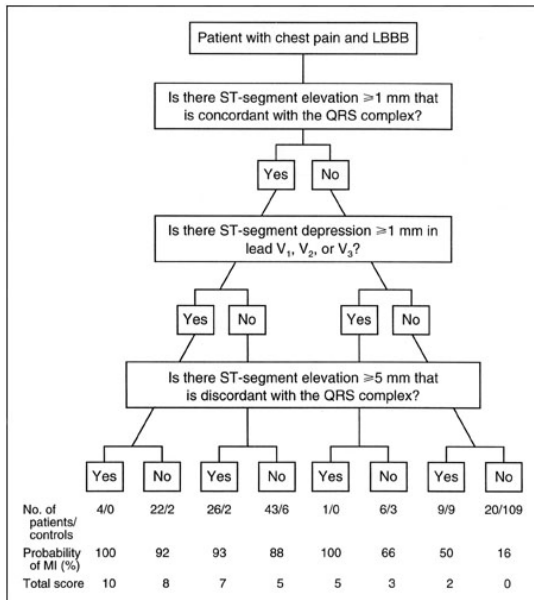 Patient with chest pain and LBBB
Is there ST-segment elevation ⩾1 mm that
is concordant with the QRS complex?
Yes No
Is there ST-segment depression ⩾1 mm in
lead V₁, V₂, or V₃?
Yes No Yes No
Is there ST-segment elevation ⩾5 mm that
is discordant with the QRS complex?
Yes No Yes No Yes No Yes No
No. of
patients/
controls
4/0 22/2 26/2 43/6 1/0 6/3 9/9 20/109
Probability
of MI (%)
100 92 93 88 100 66 50 16
Total score 10 8 7 5 5 3 2 0